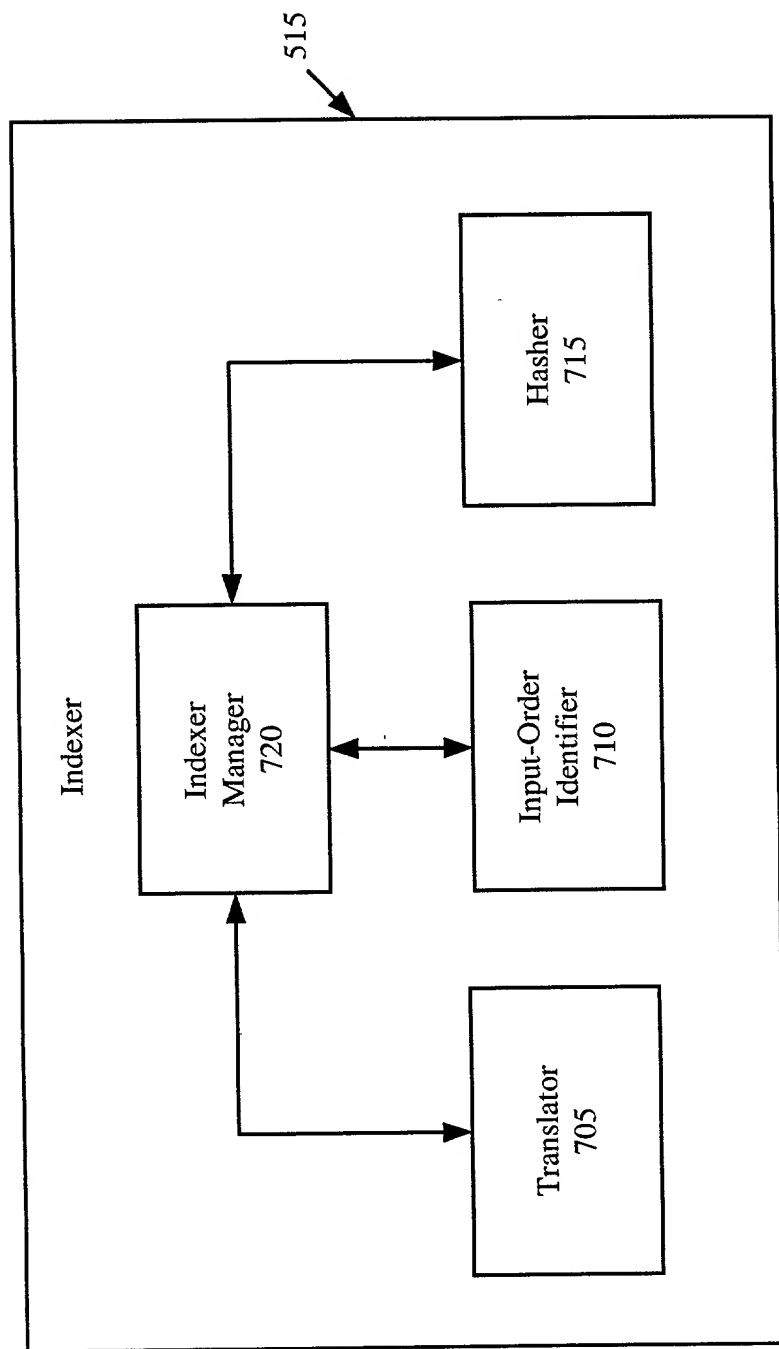 Indexer
515
Indexer
Manager
720
Translator
705
Input-Order
Identifier
710
Hasher
715